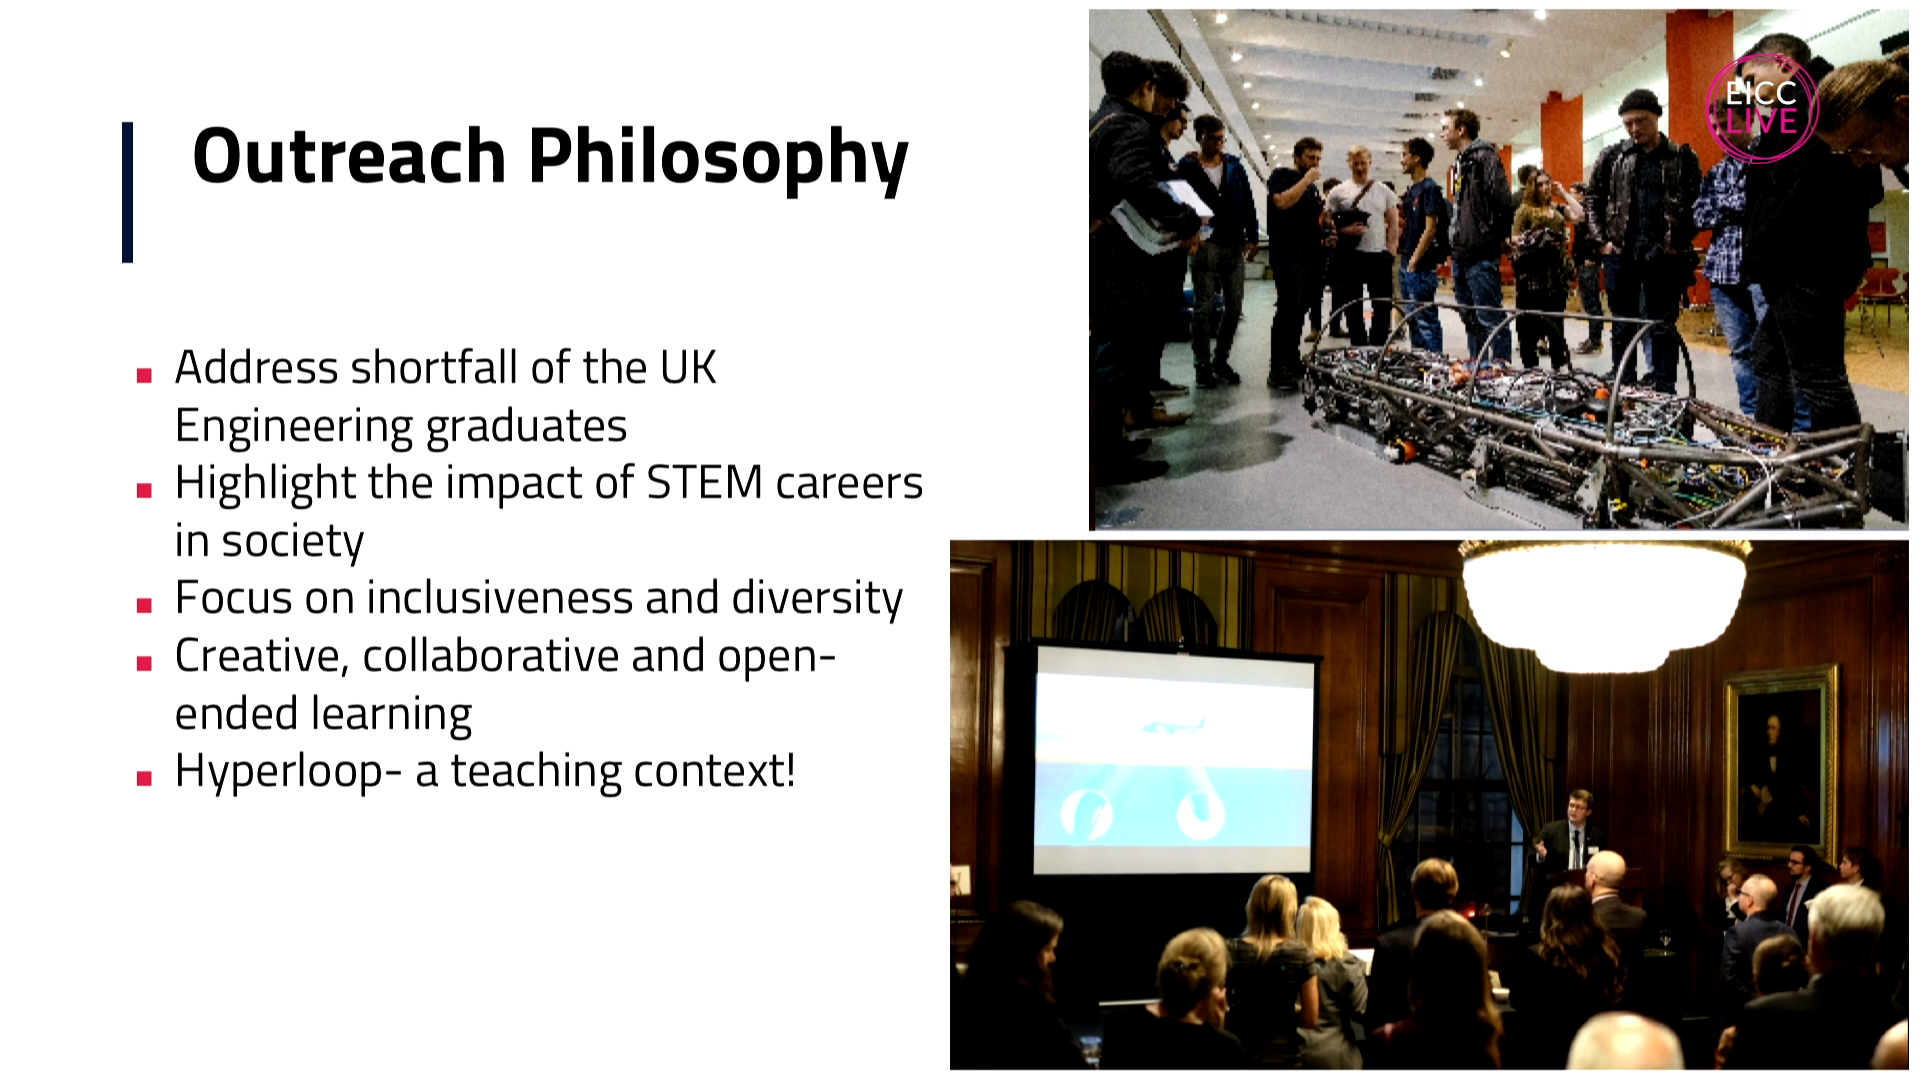 Outreach Philosophy
Address shortfall of the UK
Engineering graduates
Highlight the impact of STEM careers
in society
Focus on inclusiveness and diversity
Creative, collaborative and open-
ended learning
Hyperloop- a teaching context!
EICC
LIVE